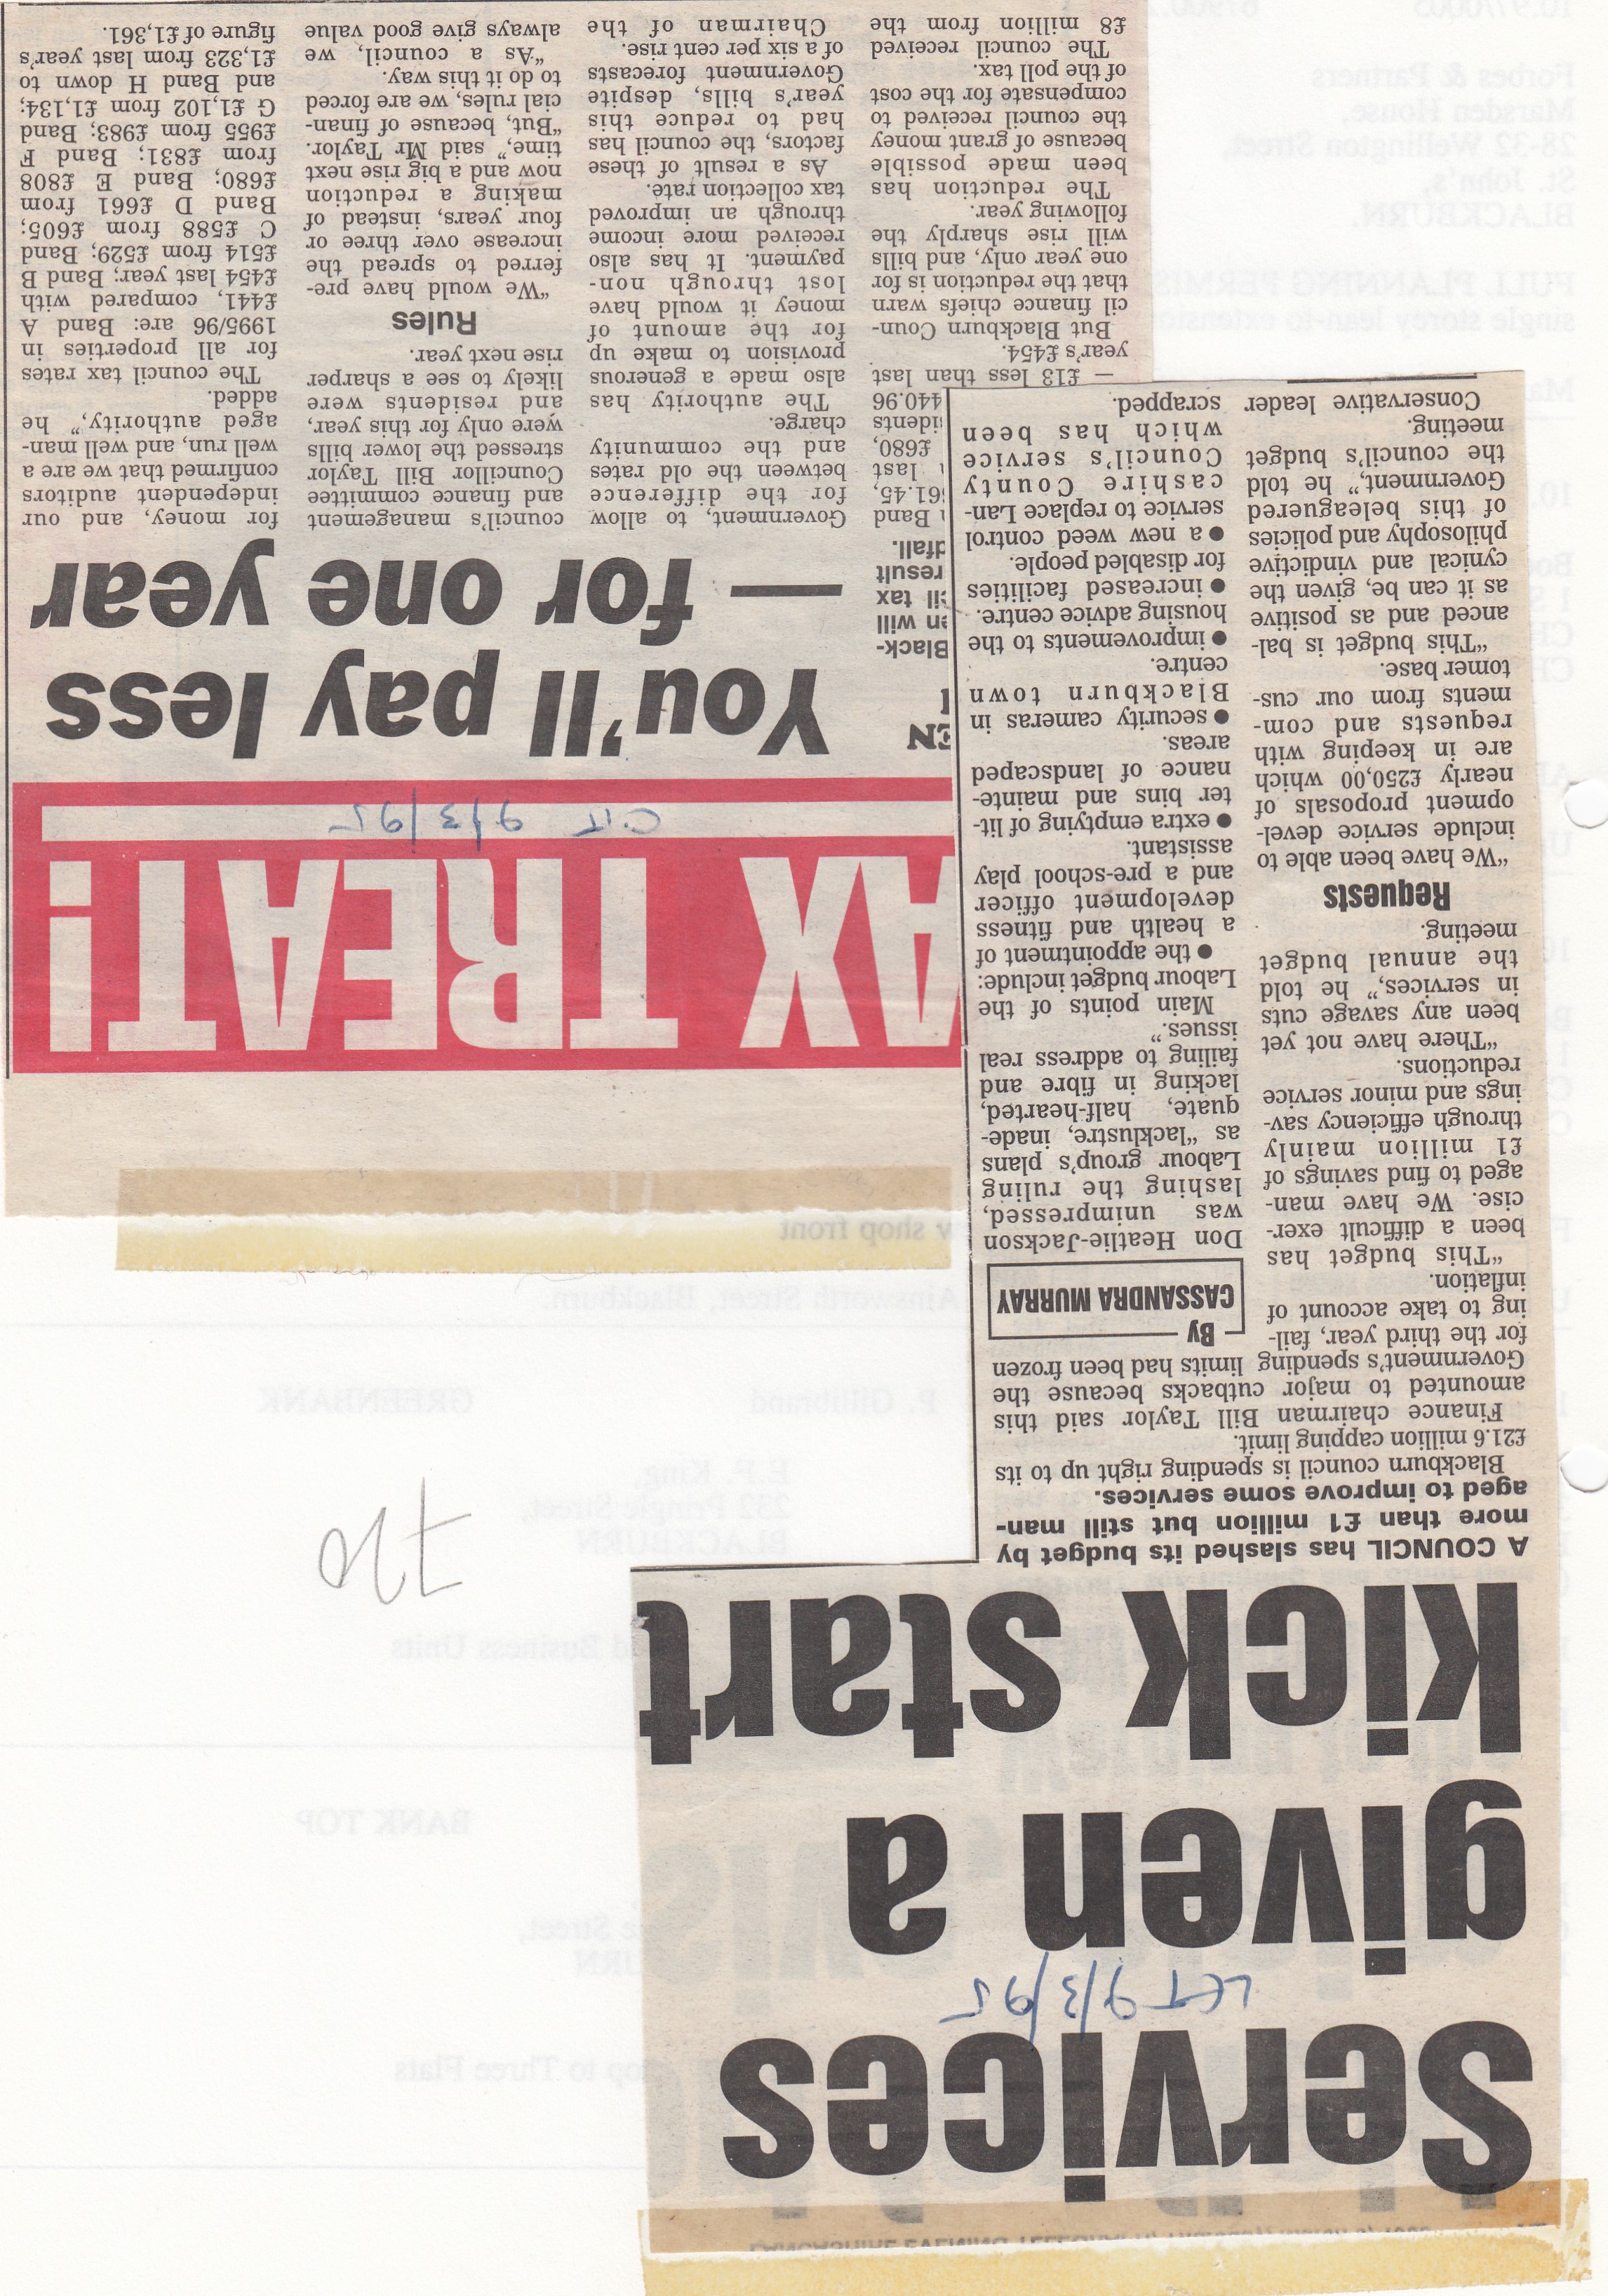 Services
LET 9/3/95
given a
kick start
A COUNCIL has slashed its budget by
more than £1 million but still man-
aged to improve some services.
Blackburn council is spending right up to its
£21.6 million capping limit.
Finance chairman Bill Taylor said this
amounted to major cutbacks because the
Government's spending limits had been frozen
for the third year, fail-
ing to take account of
inflation.
"This budget has
been a difficult exer-
cise. We have man-
aged to find savings of
£1 million mainly
through efficiency sav-
ings and minor service
reductions.
"There have not yet
been any savage cuts
in services," he told
the annual budget
meeting.
Requests
"We have been able to
include service devel-
opment proposals of
nearly £250,00 which
are in keeping with
requests and com-
ments from our cus-
tomer base.
"This budget is bal-
anced and as positive
as it can be, given the
cynical and vindictive
philosophy and policies
of this beleaguered
Government," he told
the council's budget
meeting.
Conservative leader
By
CASSANDRA MURRAY
Don Heatlie-Jackson
was unimpressed,
lashing the ruling
Labour group's plans
as "lacklustre, inade-
quate, half-hearted,
lacking in fibre and
failing to address real
issues."
Main points of the
Labour budget include:
● the appointment of
a health and fitness
development officer
and a pre-school play
assistant.
● extra emptying of lit-
ter bins and mainte-
nance of landscaped
areas.
● security cameras in
Blackburn town
centre.
● improvements to the
housing advice centre.
● increased facilities
for disabled people.
● a new weed control
service to replace Lan-
cashire County
Council's service
which has been
scrapped.
AX TREAT!
CIT 9/3/95
You'll pay less
— for one year
EN
Black-
en will
cil tax
result
dfall.
Band
61.45,
last
£680,
idents
440.96
— £13 less than last
year's £454.
But Blackburn Coun-
cil finance chiefs warn
that the reduction is for
one year only, and bills
will rise sharply the
following year.
The reduction has
been made possible
because of grant money
the council received to
compensate for the cost
of the poll tax.
The council received
£8 million from the
Government, to allow
for the difference
between the old rates
and the community
charge.
The authority has
also made a generous
provision to make up
for the amount of
money it would have
lost through non-
payment. It has also
received more income
through an improved
tax collection rate.
As a result of these
factors, the council has
had to reduce this
year's bills, despite
Government forecasts
of a six per cent rise.
Chairman of the
council's management
and finance committee
Councillor Bill Taylor
stressed the lower bills
were only for this year,
and residents were
likely to see a sharper
rise next year.
Rules
"We would have pre-
ferred to spread the
increase over three or
four years, instead of
making a reduction
now and a big rise next
time," said Mr Taylor.
"But, because of finan-
cial rules, we are forced
to do it this way.
"As a council, we
always give good value
for money, and our
independent auditors
confirmed that we are a
well run, and well man-
aged authority," he
added.
The council tax rates
for all properties in
1995/96 are: Band A
£441, compared with
£454 last year; Band B
£514 from £529; Band
C £588 from £605;
Band D £661 from
£680; Band E £808
from £831; Band F
£955 from £983; Band
G £1,102 from £1,134;
and Band H down to
£1,323 from last year's
figure of £1,361.